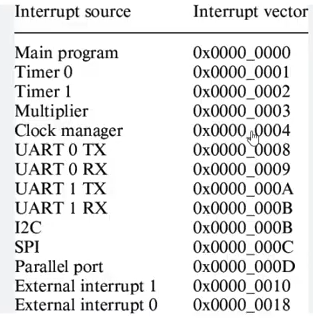 Interrupt source Interrupt vector
Main program 0x0000_0000
Timer 0 0x0000_0001
Timer 1 0x0000_0002
Multiplier 0x0000_0003
Clock manager 0x0000_0004
UART 0 TX 0x0000_0008
UART 0 RX 0x0000_0009
UART 1 TX 0x0000_000A
UART 1 RX 0x0000_000B
I2C 0x0000_000B
SPI 0x0000_000C
Parallel port 0x0000_000D
External interrupt 1 0x0000_0010
External interrupt 0 0x0000_0018